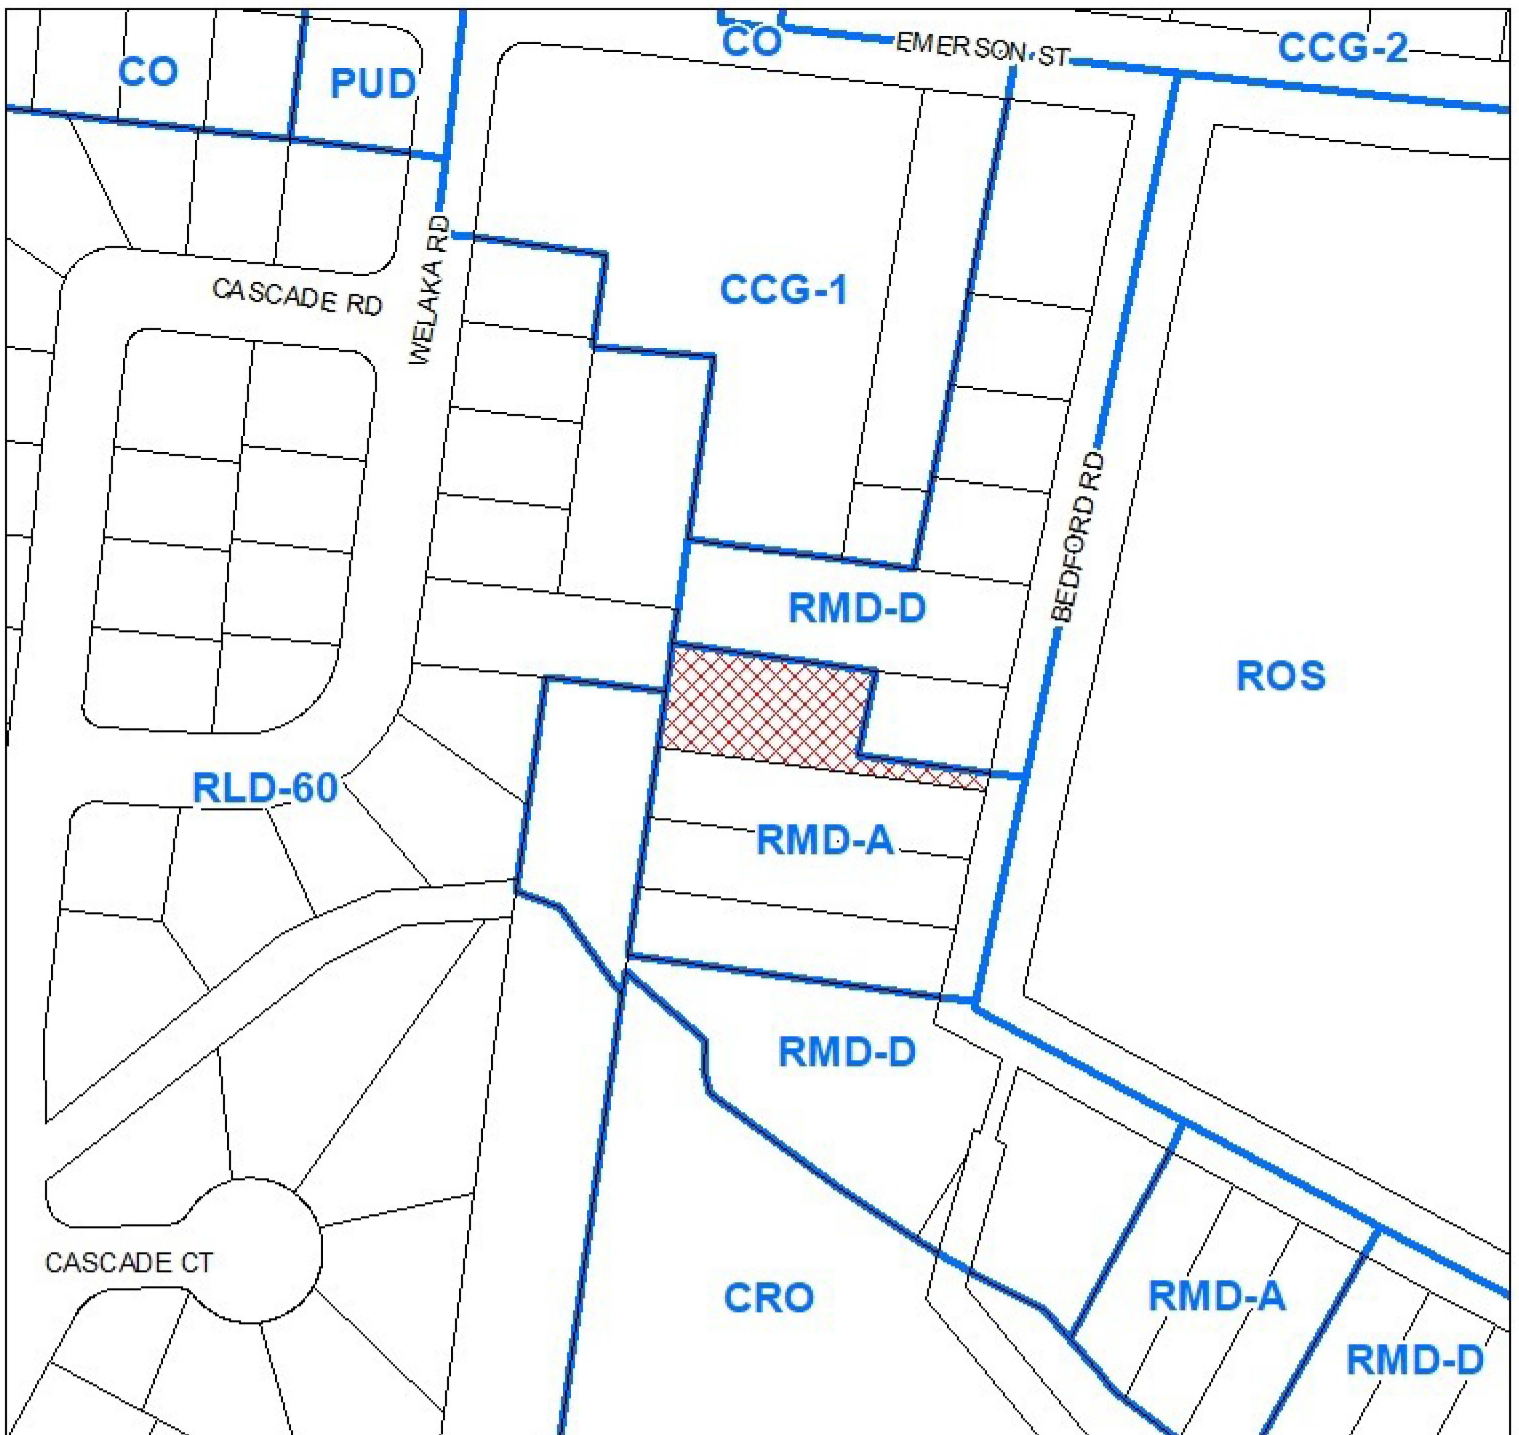 CO
EMERSON ST
CCG-2
CO
PUD
WELAKA RD
CASCADE RD
CCG-1
BEDFORD RD
RMD-D
ROS
RLD-60
RMD-A
RMD-D
CASCADE CT
CRO
RMD-A
RMD-D